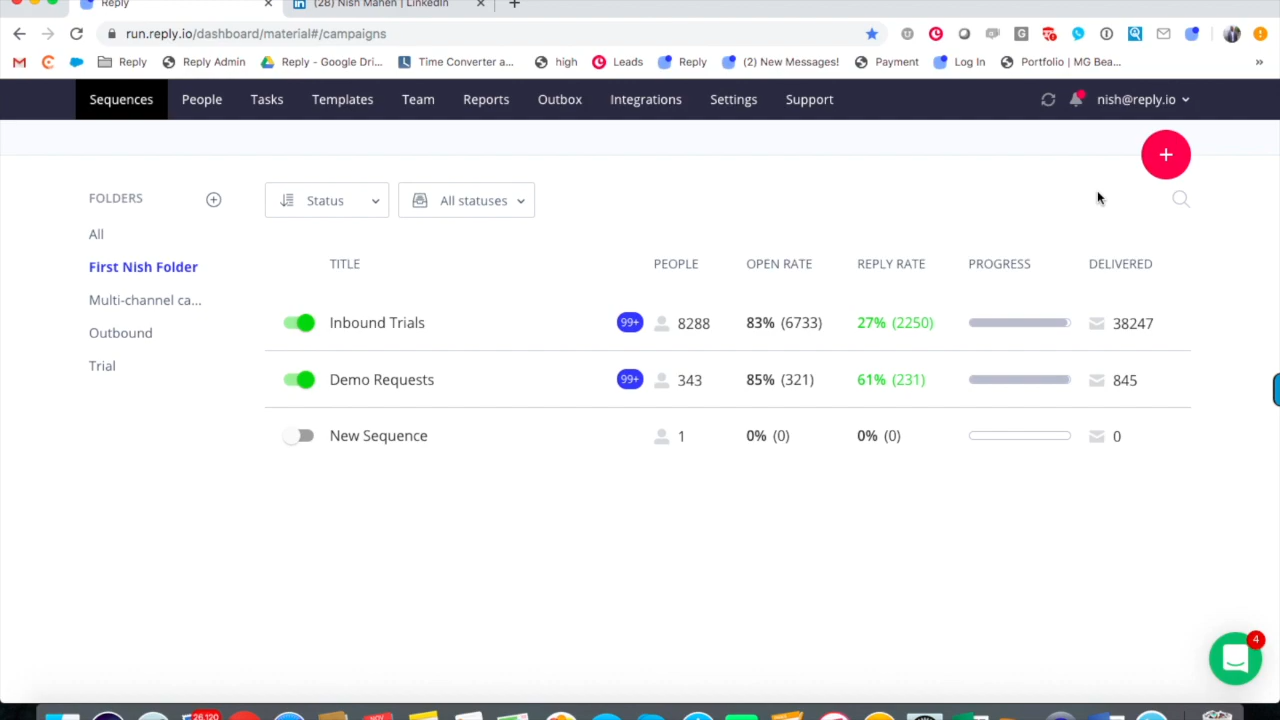 Reply
(28) Nish Maneh | LinkedIn
run.reply.io/dashboard/material#/campaigns
Reply
Reply Admin
Reply - Google Dri...
Time Converter a...
high
Leads
Reply
(2) New Messages!
Payment
Log In
Portfolio | MG Bea...
»
Sequences
People
Tasks
Templates
Team
Reports
Outbox
Integrations
Settings
Support
nish@reply.io
FOLDERS
All
First Nish Folder
Multi-channel ca...
Outbound
Trial
Status
All statuses
TITLE PEOPLE OPEN RATE REPLY RATE PROGRESS DELIVERED
Inbound Trials 99+ 8288 83% (6733) 27% (2250) 38247
Demo Requests 99+ 343 85% (321) 61% (231) 845
New Sequence 1 0% (0) 0% (0) 0
4
26,120